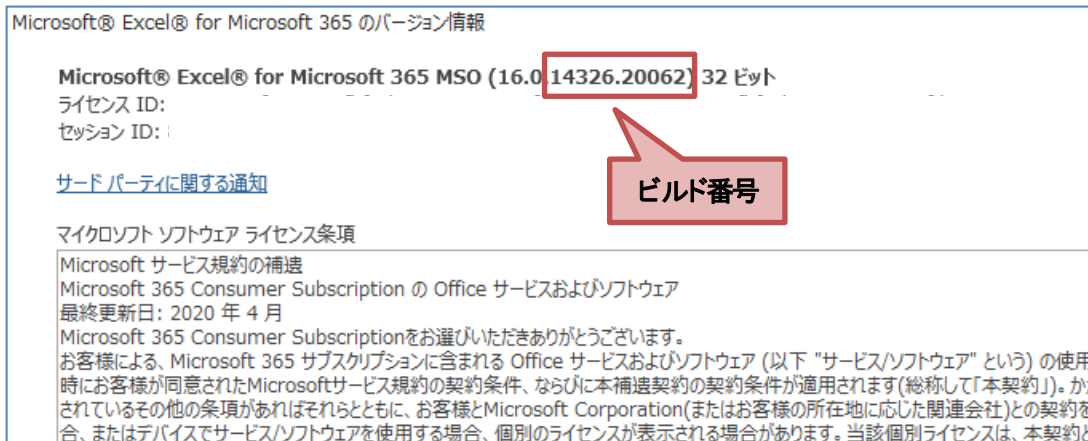 Microsoft® Excel® for Microsoft 365 のバージョン情報
Microsoft® Excel® for Microsoft 365 MSO (16.0.14326.20062) 32 ビット
ライセンス ID:
セッション ID:
ビルド番号
サード パーティに関する通知
マイクロソフト ソフトウェア ライセンス条項
Microsoft サービス規約の補遺
Microsoft 365 Consumer Subscription の Office サービスおよびソフトウェア
最終更新日: 2020 年 4 月
Microsoft 365 Consumer Subscriptionをお選びいただきありがとうございます。
お客様による、Microsoft 365 サブスクリプションに含まれる Office サービスおよびソフトウェア (以下 "サービス/ソフトウェア" という) の使用
時にお客様が同意されたMicrosoftサービス規約の契約条件、ならびに本補遺契約の契約条件が適用されます(総称して「本契約」)。か
されているその他の条項があればそれらとともに、お客様とMicrosoft Corporation(またはお客様の所在地に応じた関連会社)との契約を
合、またはデバイスでサービス/ソフトウェアを使用する場合、個別のライセンスが表示される場合があります。当該個別ライセンスは、本契約